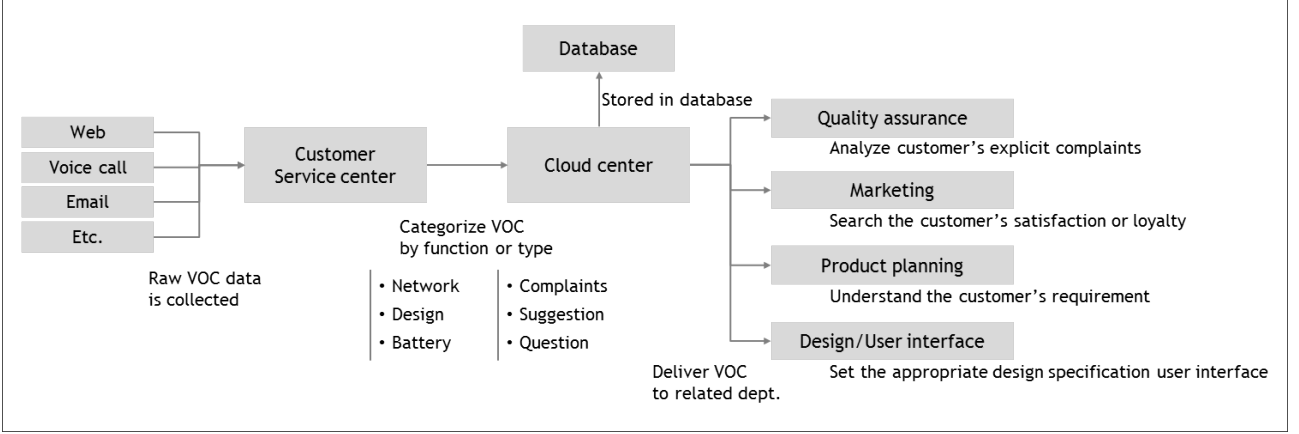 Database
Stored in database
Web
Voice call
Email
Etc.
Raw VOC data
is collected
Customer
Service center
Categorize VOC
by function or type
• Network
• Design
• Battery
• Complaints
• Suggestion
• Question
Cloud center
Deliver VOC
to related dept.
Quality assurance
Analyze customer's explicit complaints
Marketing
Search the customer's satisfaction or loyalty
Product planning
Understand the customer's requirement
Design/User interface
Set the appropriate design specification user interface